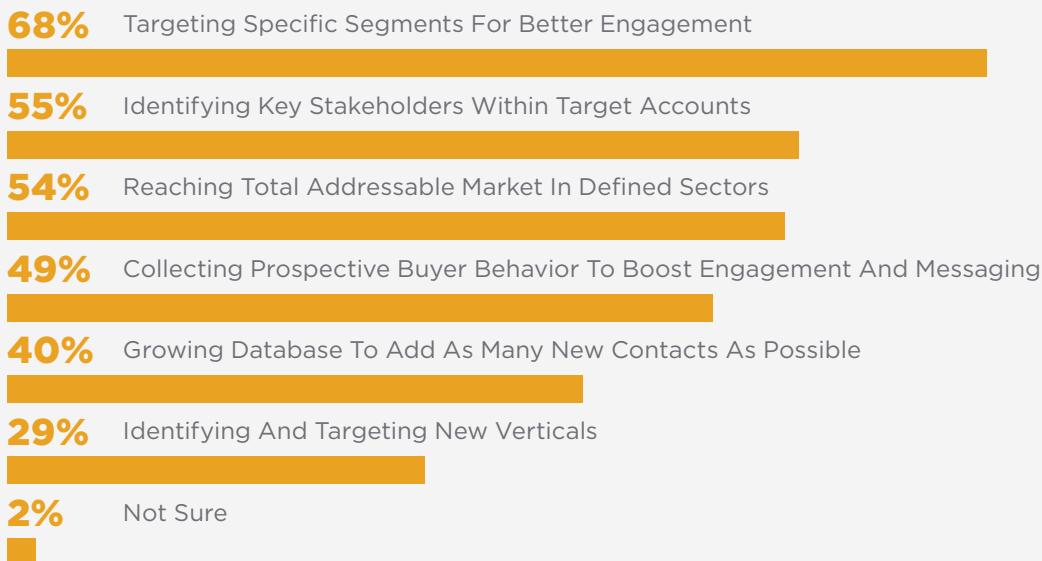 68% Targeting Specific Segments For Better Engagement
55% Identifying Key Stakeholders Within Target Accounts
54% Reaching Total Addressable Market In Defined Sectors
49% Collecting Prospective Buyer Behavior To Boost Engagement And Messaging
40% Growing Database To Add As Many New Contacts As Possible
29% Identifying And Targeting New Verticals
2% Not Sure